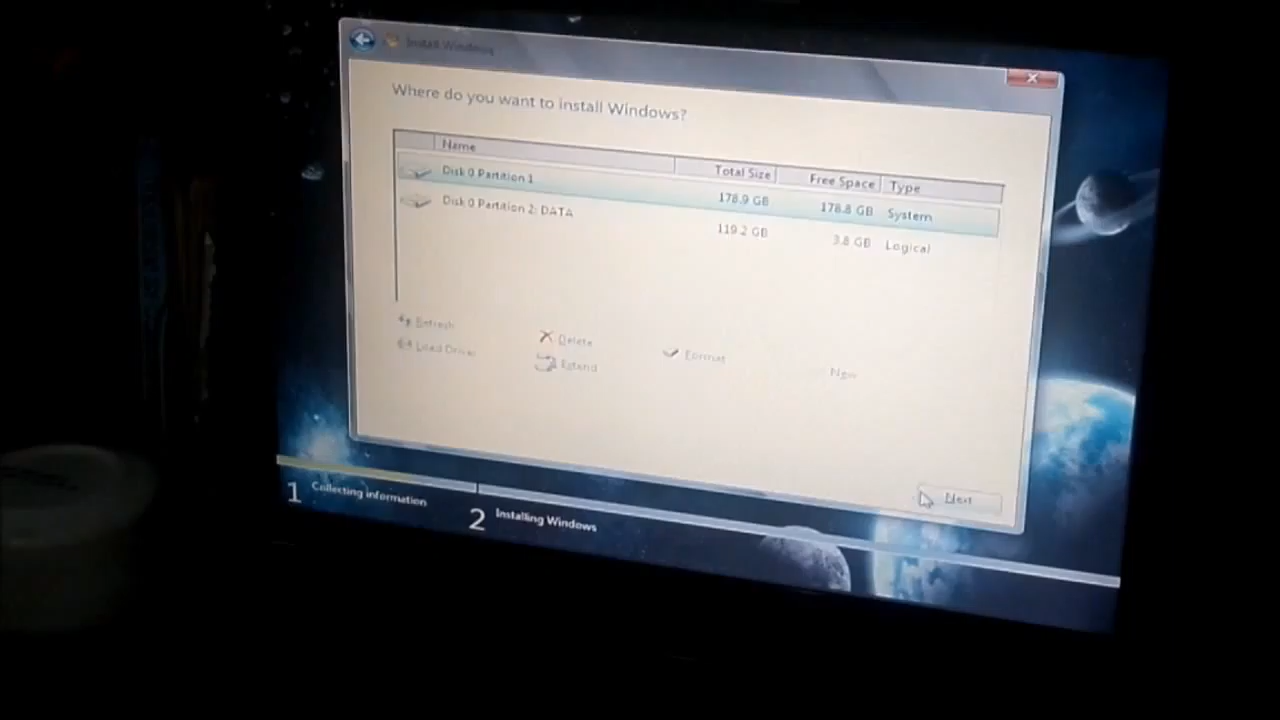 Install Windows
Where do you want to install Windows?
Name Total Size Free Space Type
Disk 0 Partition 1 178.9 GB 178.8 GB System
Disk 0 Partition 2: DATA 119.2 GB 3.8 GB Logical
Refresh Delete Format New
Load Driver Extend
Next
1 Collecting information
2 Installing Windows